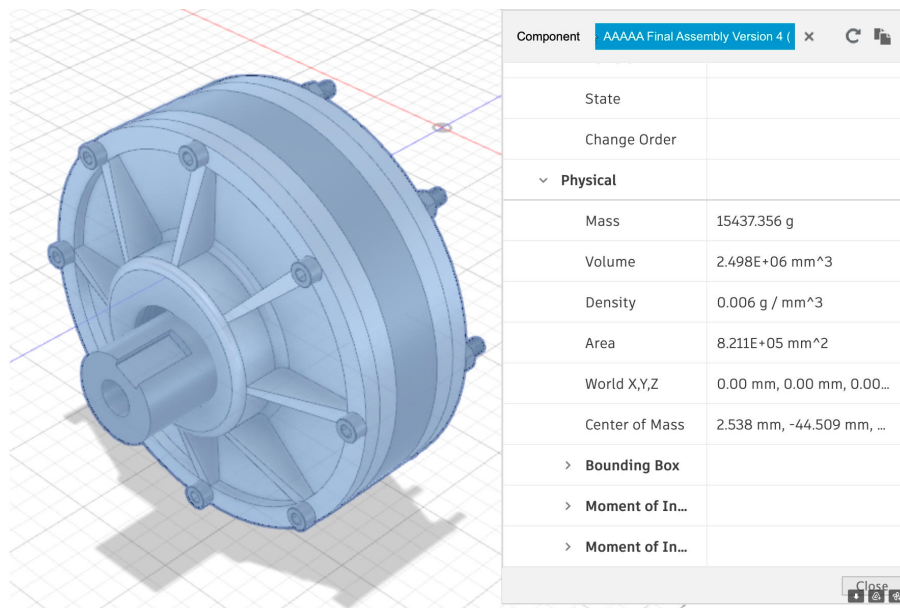 Component AAAAA Final Assembly Version 4 (
State
Change Order
Physical
Mass 15437.356 g
Volume 2.498E+06 mm^3
Density 0.006 g / mm^3
Area 8.211E+05 mm^2
World X,Y,Z 0.00 mm, 0.00 mm, 0.00...
Center of Mass 2.538 mm, -44.509 mm, ...
Bounding Box
Moment of In...
Moment of In...
Close